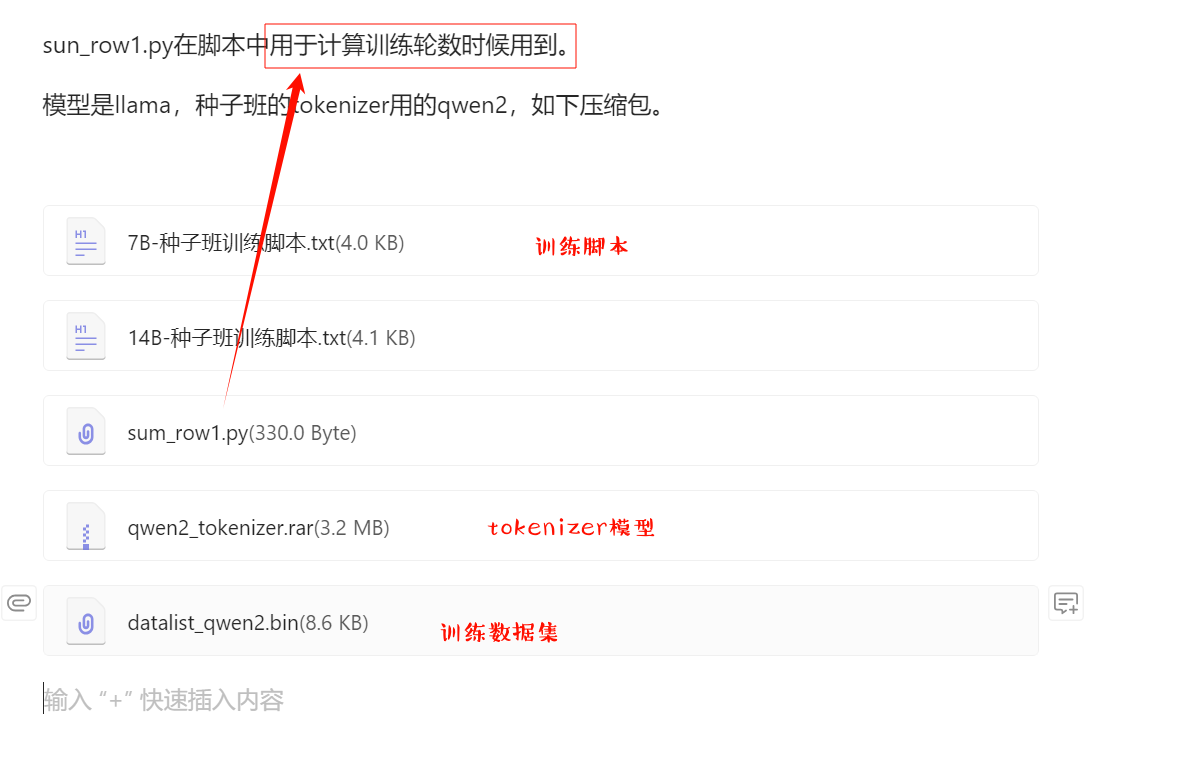 sun_row1.py在脚本中用于计算训练轮数时候用到。
模型是llama，种子班的tokenizer用的qwen2，如下压缩包。
H1
7B-种子班训练脚本.txt(4.0 KB)
训练脚本
H1
14B-种子班训练脚本.txt(4.1 KB)
sum_row1.py(330.0 Byte)
qwen2_tokenizer.rar(3.2 MB)
tokenizer模型
datalist_qwen2.bin(8.6 KB)
训练数据集
输入 “+” 快速插入内容